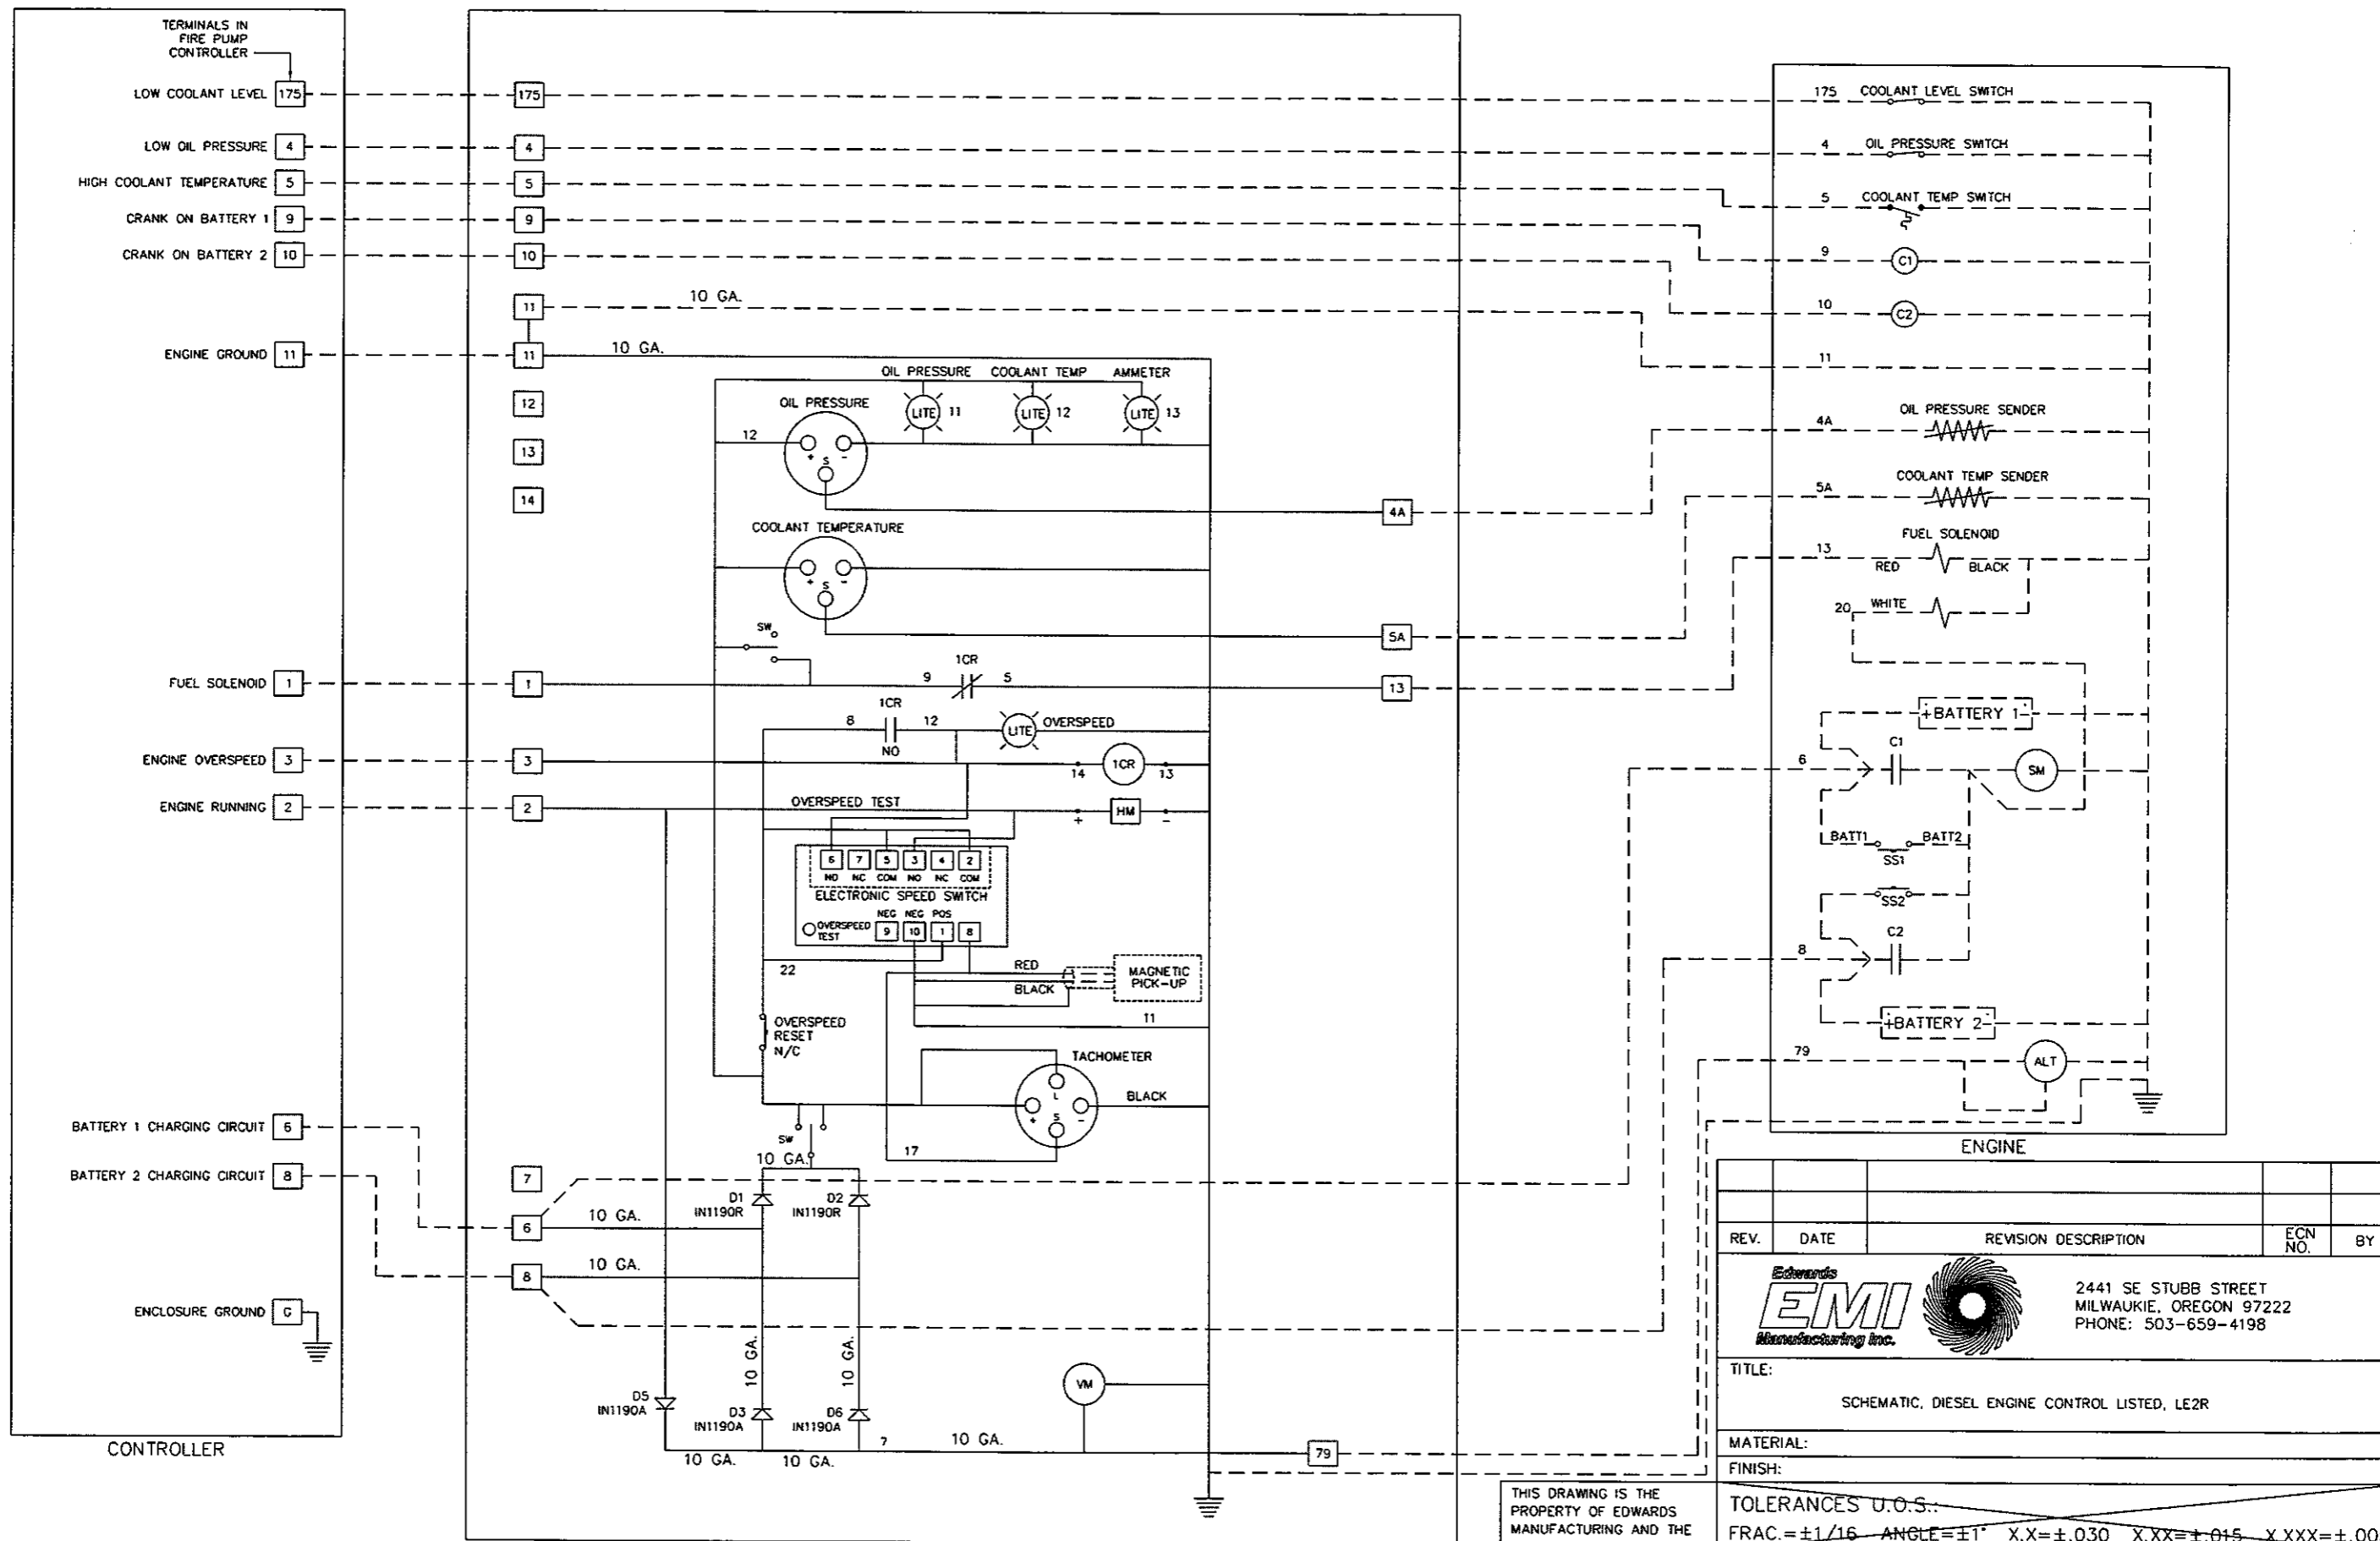 TERMINALS IN
FIRE PUMP
CONTROLLER
LOW COOLANT LEVEL 175
LOW OIL PRESSURE 4
HIGH COOLANT TEMPERATURE 5
CRANK ON BATTERY 1 9
CRANK ON BATTERY 2 10
ENGINE GROUND 11
FUEL SOLENOID 1
ENGINE OVERSPEED 3
ENGINE RUNNING 2
BATTERY 1 CHARGING CIRCUIT 6
BATTERY 2 CHARGING CIRCUIT 8
ENCLOSURE GROUND G
CONTROLLER
175
4
5
9
10
11 10 GA.
11 10 GA.
12
13
14
OIL PRESSURE COOLANT TEMP AMMETER
LITE 11 LITE 12 LITE 13
OIL PRESSURE
12
+ S -
4A
COOLANT TEMPERATURE
+ S -
SW
5A
1CR
1 9 5 13
1CR
8 12 LITE OVERSPEED
NO
3 14 1CR 13
2 OVERSPEED TEST + HM -
6 7 5 3 4 2
NO NC COM NO NC COM
ELECTRONIC SPEED SWITCH
NEG NEG POS
OVERSPEED
TEST
9 10 1 8
22
RED
BLACK
MAGNETIC
PICK-UP
11
OVERSPEED
RESET
N/C
TACHOMETER
L
+ S -
BLACK
17
SW
10 GA.
7
D1
IN1190R
D2
IN1190R
6 10 GA.
8 10 GA.
10 GA.
10 GA.
VM
D5
IN1190A
D3
IN1190A
D6
IN1190A
7 10 GA.
10 GA. 10 GA.
79
175 COOLANT LEVEL SWITCH
4 OIL PRESSURE SWITCH
5 COOLANT TEMP SWITCH
9 C1
10 C2
11
OIL PRESSURE SENDER
4A
COOLANT TEMP SENDER
5A
FUEL SOLENOID
13
RED BLACK
20 WHITE
+BATTERY 1-
C1
6 SM
BATT1 BATT2
SS1
SS2
C2
8
+BATTERY 2-
79 ALT
ENGINE
REV. DATE REVISION DESCRIPTION ECN NO. BY
Edwards
EMI
Manufacturing Inc.
2441 SE STUBB STREET
MILWAUKIE, OREGON 97222
PHONE: 503-659-4198
TITLE:
SCHEMATIC, DIESEL ENGINE CONTROL LISTED, LE2R
MATERIAL:
FINISH:
THIS DRAWING IS THE
PROPERTY OF EDWARDS
MANUFACTURING AND THE
TOLERANCES U.O.S.:
FRAC.=±1/16 ANGLE=±1° X.X=±.030 X.XX=±.015 X.XXX=±.00